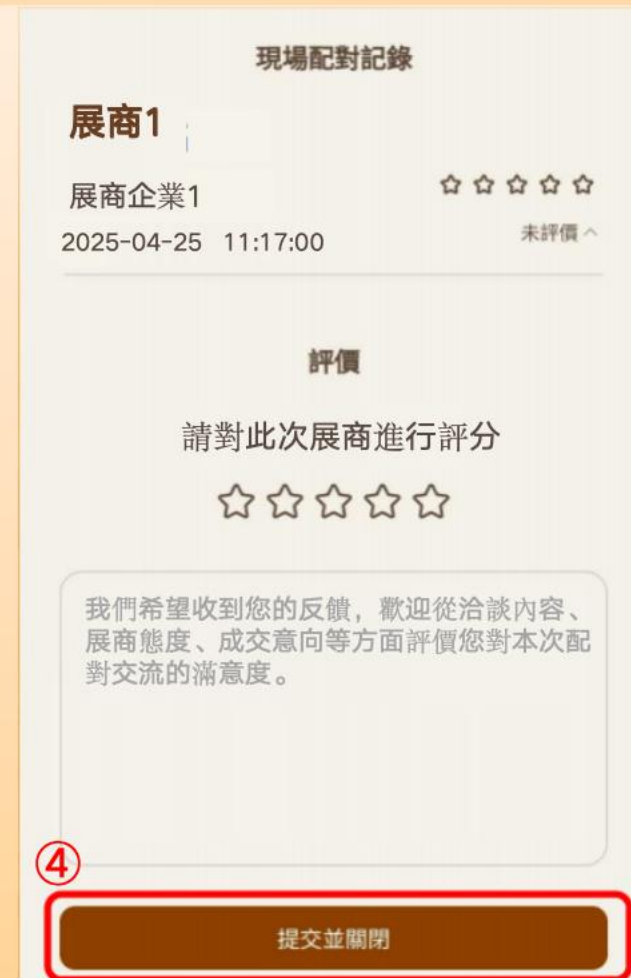 現場配對記錄
展商1
展商企業1
2025-04-25 11:17:00
未評價
評價
請對此次展商進行評分
我們希望收到您的反饋，歡迎從洽談內容、
展商態度、成交意向等方面評價您對本次配
對交流的滿意度。
④
提交並關閉